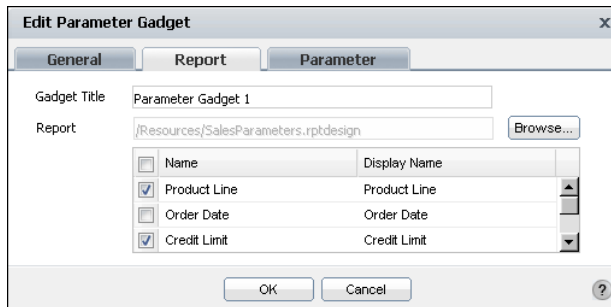 Edit Parameter Gadget x
General Report Parameter
Gadget Title Parameter Gadget 1
Report /Resources/SalesParameters.rptdesign Browse...
Name Display Name
Product Line Product Line
Order Date Order Date
Credit Limit Credit Limit
OK Cancel ?